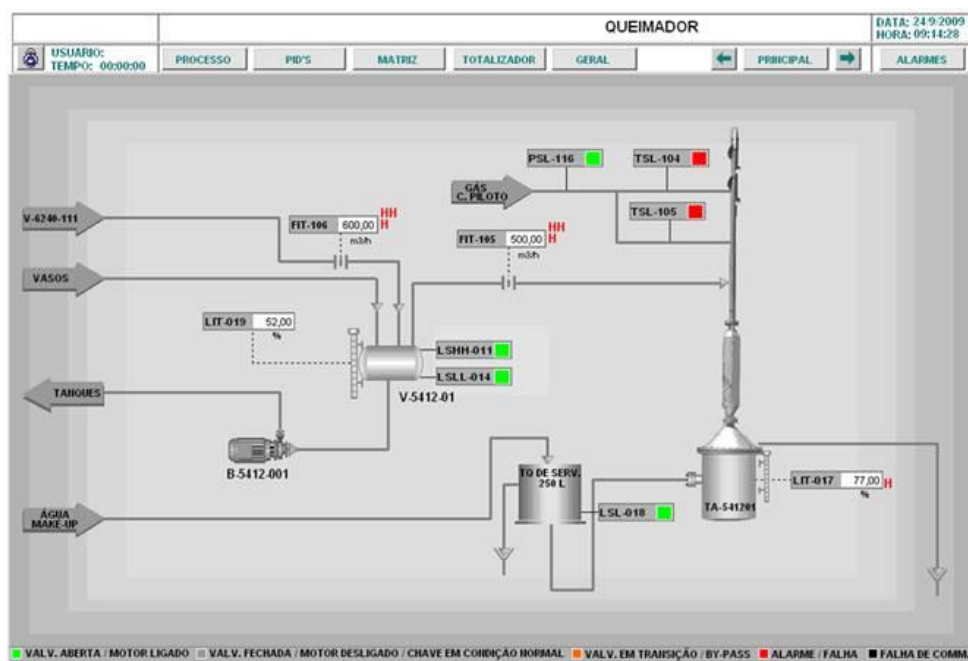 QUEIMADOR
DATA: 24/9/2009
HORA: 09:14:28
USUARIO:
TEMPO: 00:00:00
PROCESSO
PID'S
MATRIZ
TOTALIZADOR
GERAL
PRINCIPAL
ALARMES
PSL-116
TSL-104
GÁS
C. PILOTO
TSL-105
V-6240-111
FIT-106 600,00 HH
H
m3/h
FIT-105 500,00 HH
H
m3/h
VASOS
LIT-019 52,00
%
LSHH-011
LSLL-014
V-5412-01
TANQUES
B-5412-001
TQ DE SERV.
250 L
LIT-017 77,00 H
%
TA-541201
LSL-018
ÁGUA
MAKE-UP
VALV. ABERTA / MOTOR LIGADO VALV. FECHADA / MOTOR DESLIGADO / CHAVE EM CONDIÇÃO NORMAL VALV. EM TRANSIÇÃO / BY-PASS ALARME / FALHA FALHA DE COMM.